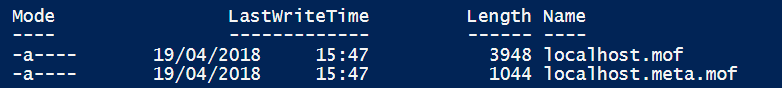 Mode                LastWriteTime         Length Name
----                -------------         ------ ----
-a----       19/04/2018     15:47           3948 localhost.mof
-a----       19/04/2018     15:47           1044 localhost.meta.mof